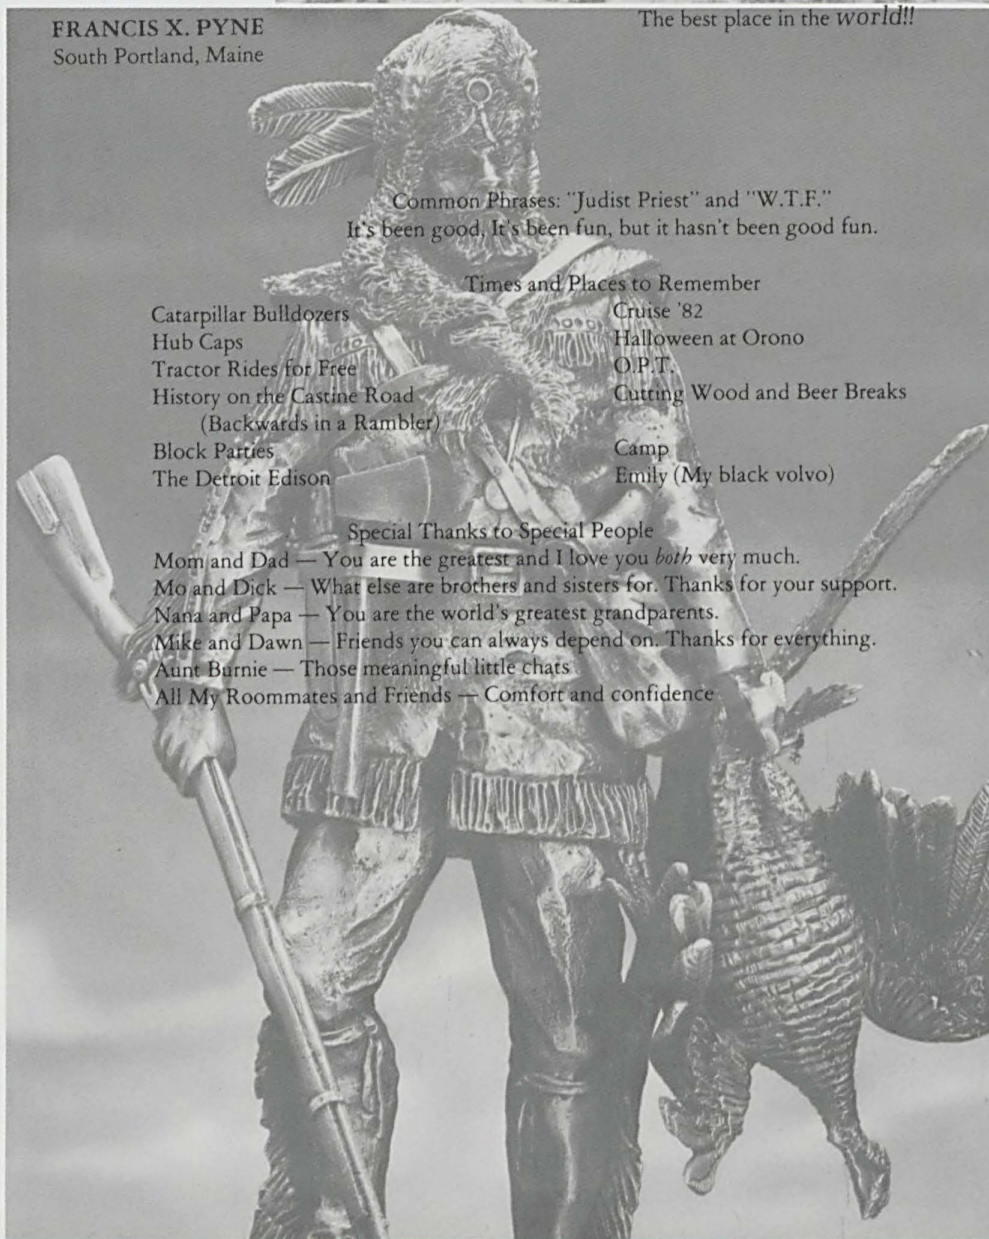 FRANCIS X. PYNE
South Portland, Maine
The best place in the world!!
Common Phrases: "Judist Priest" and "W.T.F."
It's been good, It's been fun, but it hasn't been good fun.
Times and Places to Remember
Catarpillar Bulldozers
Hub Caps
Tractor Rides for Free
History on the Castine Road
(Backwards in a Rambler)
Block Parties
The Detroit Edison
Cruise '82
Halloween at Orono
O.P.T.
Cutting Wood and Beer Breaks
Camp
Emily (My black volvo)
Special Thanks to Special People
Mom and Dad — You are the greatest and I love you both very much.
Mo and Dick — What else are brothers and sisters for. Thanks for your support.
Nana and Papa — You are the world's greatest grandparents.
Mike and Dawn — Friends you can always depend on. Thanks for everything.
Aunt Burnie — Those meaningful little chats
All My Roommates and Friends — Comfort and confidence